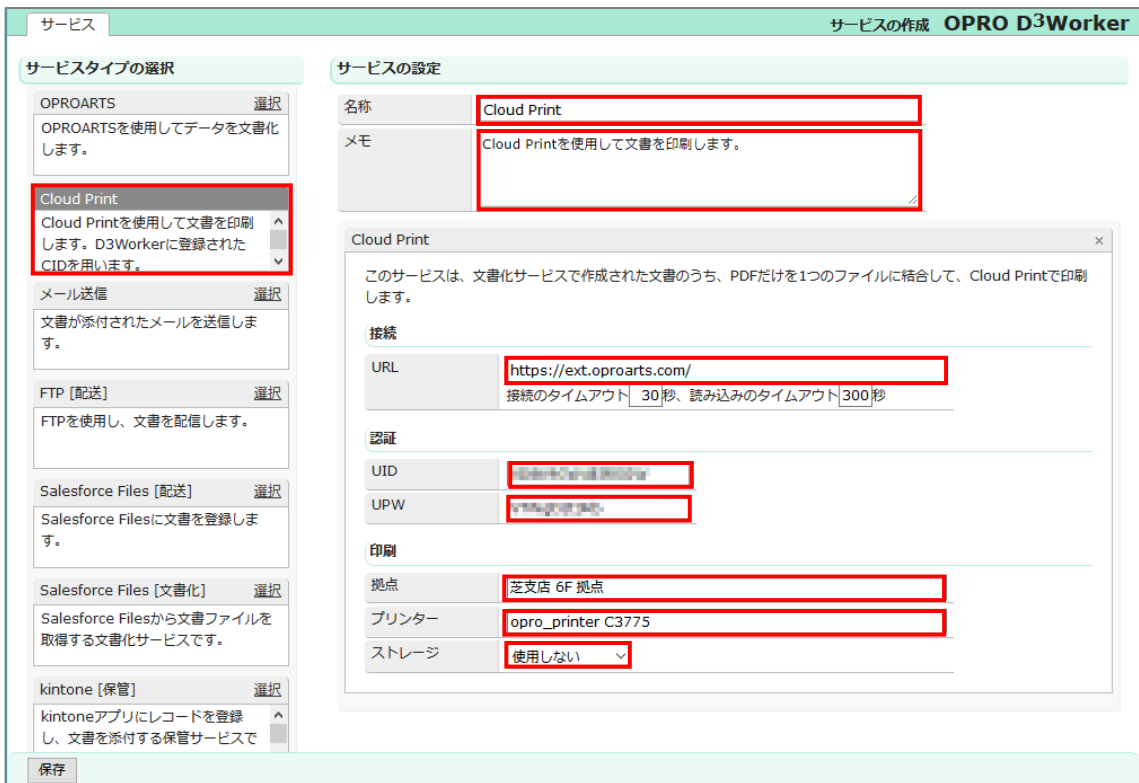 サービス
サービスの作成 OPRO D3Worker
サービスタイプの選択
OPROARTS 選択
OPROARTSを使用してデータを文書化
します。
Cloud Print
Cloud Printを使用して文書を印刷
します。D3Workerに登録された
CIDを用います。
メール送信 選択
文書が添付されたメールを送信しま
す。
FTP [配送] 選択
FTPを使用し、文書を配信します。
Salesforce Files [配送] 選択
Salesforce Filesに文書を登録しま
す。
Salesforce Files [文書化] 選択
Salesforce Filesから文書ファイルを
取得する文書化サービスです。
kintone [保管] 選択
kintoneアプリにレコードを登録
し、文書を添付する保管サービスで
サービスの設定
名称 Cloud Print
メモ Cloud Printを使用して文書を印刷します。
Cloud Print ×
このサービスは、文書化サービスで作成された文書のうち、PDFだけを1つのファイルに結合して、Cloud Printで印刷
します。
接続
URL https://ext.oproarts.com/
接続のタイムアウト 30秒、読み込みのタイムアウト 300秒
認証
UID
UPW
印刷
拠点 芝支店 6F 拠点
プリンター opro_printer C3775
ストレージ 使用しない
保存